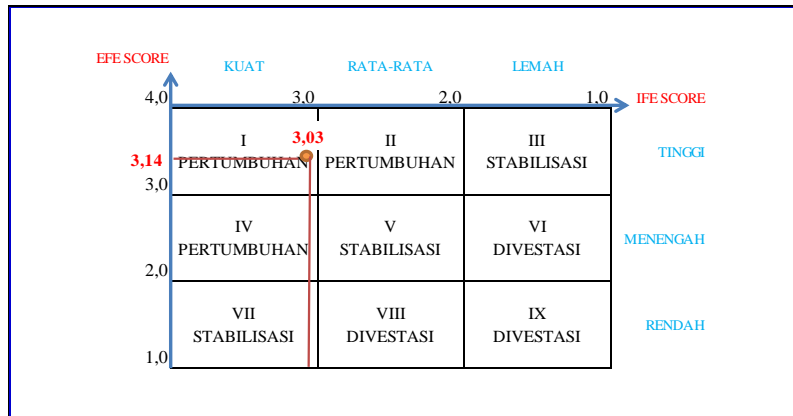 EFE SCORE
KUAT RATA-RATA LEMAH
4,0 3,0 2,0 1,0 IFE SCORE
I 3,03 II III
PERTUMBUHAN PERTUMBUHAN STABILISASI TINGGI
3,14
3,0
IV V VI
PERTUMBUHAN STABILISASI DIVESTASI MENENGAH
2,0
VII VIII IX
STABILISASI DIVESTASI DIVESTASI RENDAH
1,0